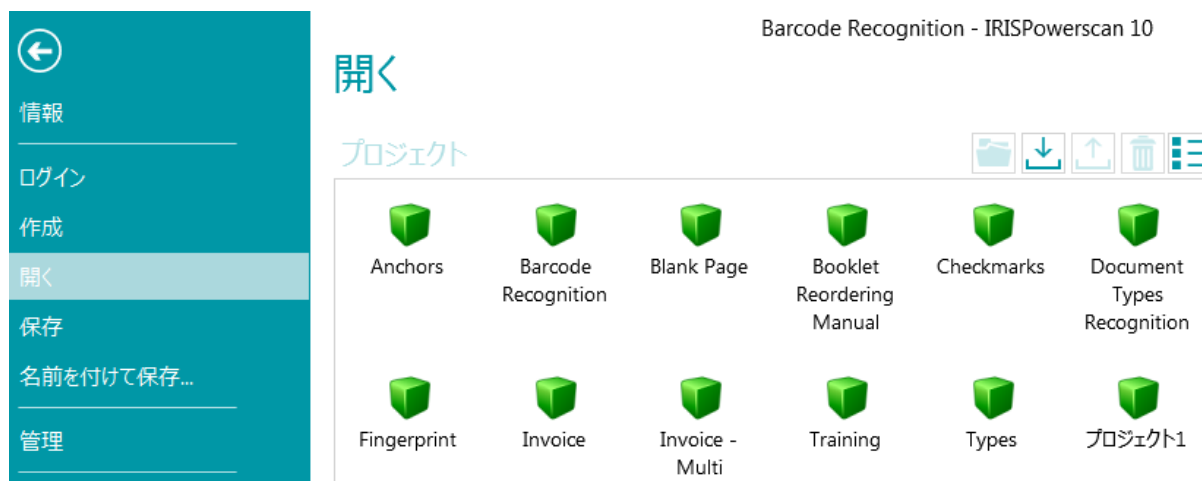 Barcode Recognition - IRISPowerscan 10
開く
情報
ログイン
作成
開く
保存
名前を付けて保存...
管理
プロジェクト
Anchors
Barcode
Recognition
Blank Page
Booklet
Reordering
Manual
Checkmarks
Document
Types
Recognition
Fingerprint
Invoice
Invoice -
Multi
Training
Types
プロジェクト1